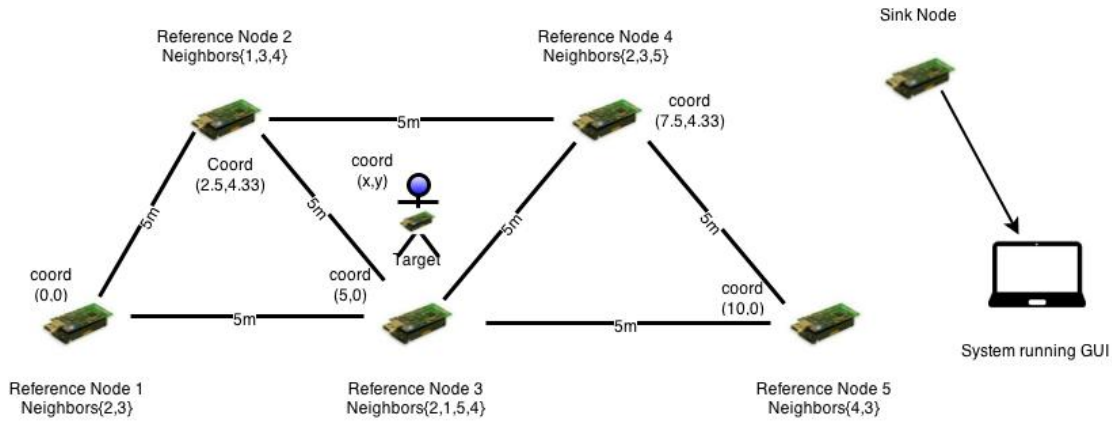 Sink Node
Reference Node 2
Neighbors{1,3,4}
Reference Node 4
Neighbors{2,3,5}
coord
(7.5,4.33)
5m
Coord
(2.5,4.33)
coord
(x,y)
5m
5m
5m
5m
Target
coord
(0.0)
coord
(5,0)
coord
(10.0)
5m
5m
System running GUI
Reference Node 1
Neighbors{2,3}
Reference Node 3
Neighbors{2,1,5,4}
Reference Node 5
Neighbors{4,3}